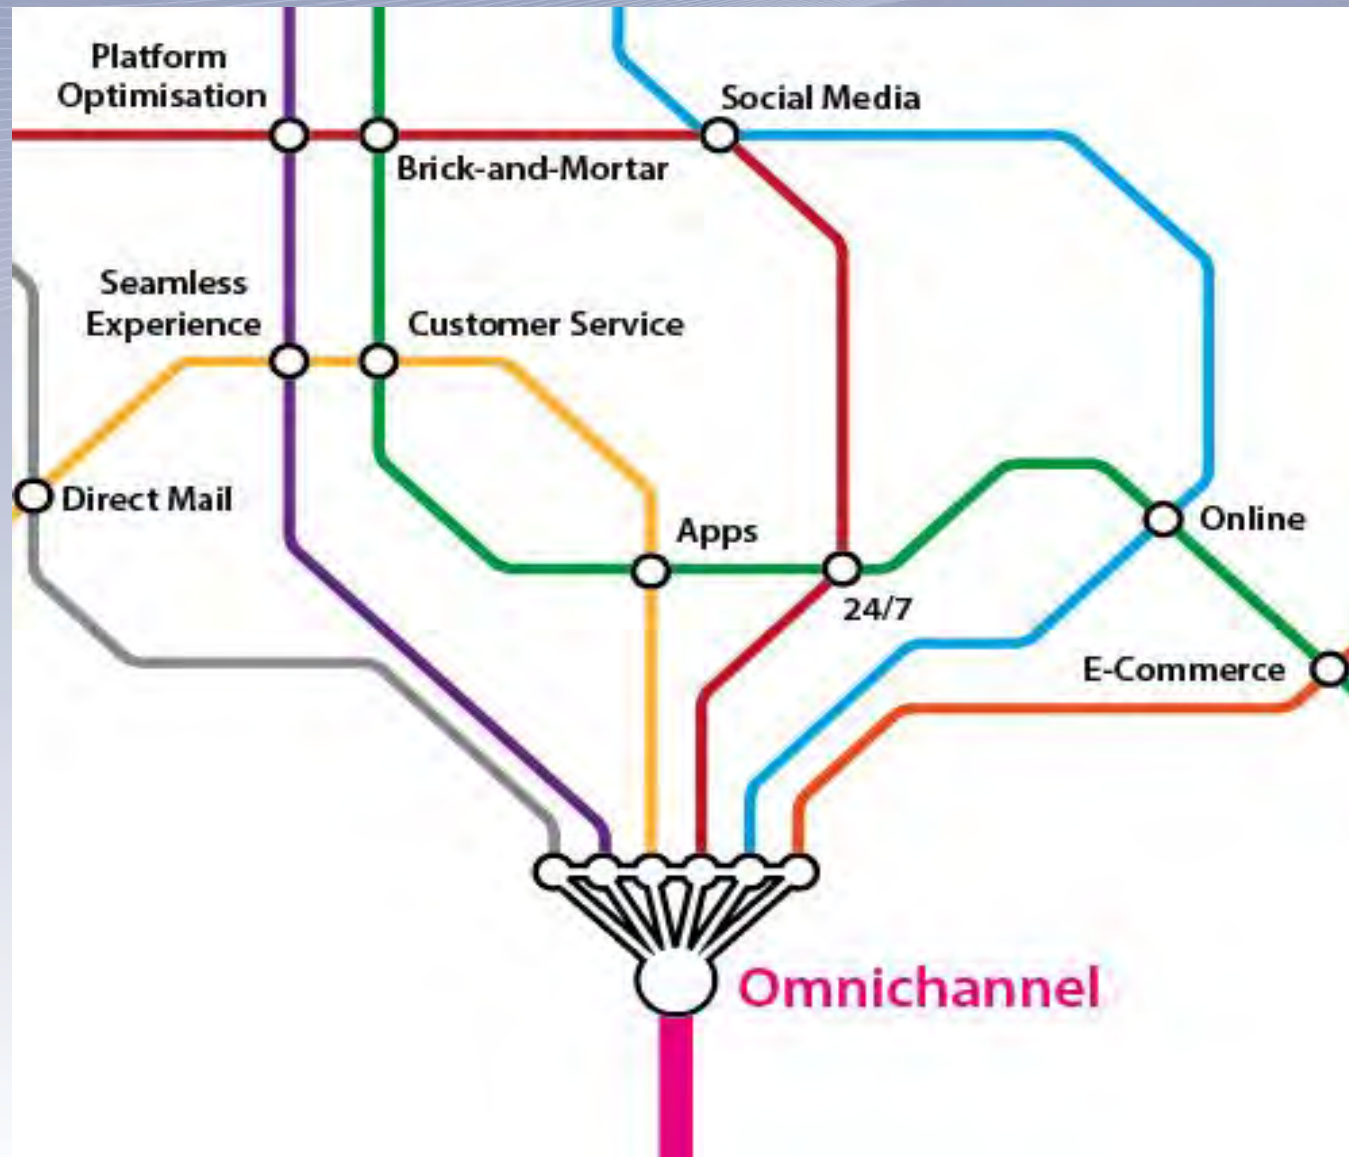 Platform
Optimisation
Social Media
Brick-and-Mortar
Seamless
Experience
Customer Service
Direct Mail
Apps
Online
24/7
E-Commerce
Omnichannel